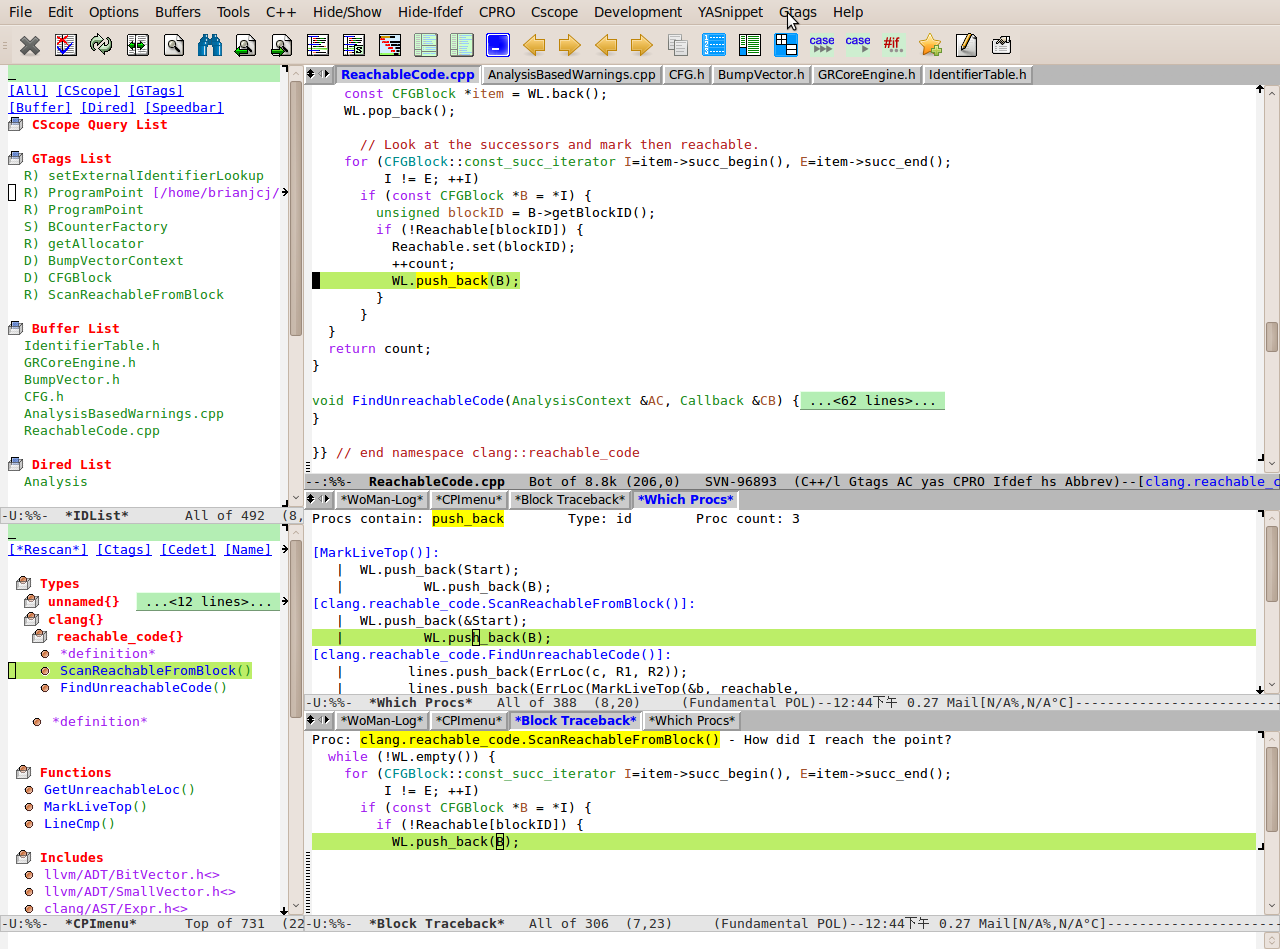 File Edit Options Buffers Tools C++ Hide/Show Hide-Ifdef CPRO Cscope Development YASnippet Gtags Help
case case #if...
[All] [CScope] [GTags]
[Buffer] [Dired] [Speedbar]
CScope Query List
GTags List
R) setExternalIdentifierLookup
R) ProgramPoint [/home/brianjcj/
R) ProgramPoint
S) BCounterFactory
R) getAllocator
D) BumpVectorContext
D) CFGBlock
R) ScanReachableFromBlock
Buffer List
IdentifierTable.h
GRCoreEngine.h
BumpVector.h
CFG.h
AnalysisBasedWarnings.cpp
ReachableCode.cpp
Dired List
Analysis
-U:%%-  *IDList*       All of 492  (8,
[*Rescan*] [Ctags] [Cedet] [Name]
Types
unnamed{} ...<12 lines>...
clang{}
reachable_code{}
*definition*
ScanReachableFromBlock()
FindUnreachableCode()
*definition*
Functions
GetUnreachableLoc()
MarkLiveTop()
LineCmp()
Includes
llvm/ADT/BitVector.h<>
llvm/ADT/SmallVector.h<>
clang/AST/Expr.h<>
-U:%%-  *CPImenu*      Top of 731  (22
ReachableCode.cpp AnalysisBasedWarnings.cpp CFG.h BumpVector.h GRCoreEngine.h IdentifierTable.h
    const CFGBlock *item = WL.back();
    WL.pop_back();
      // Look at the successors and mark then reachable.
    for (CFGBlock::const_succ_iterator I=item->succ_begin(), E=item->succ_end();
         I != E; ++I)
      if (const CFGBlock *B = *I) {
        unsigned blockID = B->getBlockID();
        if (!Reachable[blockID]) {
          Reachable.set(blockID);
          ++count;
          WL.push_back(B);
        }
      }
  }
  return count;
}
void FindUnreachableCode(AnalysisContext &AC, Callback &CB) { ...<62 lines>...
}
}} // end namespace clang::reachable_code
--:%%-  ReachableCode.cpp   Bot of 8.8k (206,0)  SVN-96893  (C++/l Gtags AC yas CPRO Ifdef hs Abbrev)--[clang.reachable_c
*WoMan-Log* *CPImenu* *Block Traceback* *Which Procs*
Procs contain: push_back        Type: id        Proc count: 3
[MarkLiveTop()]:
   |  WL.push_back(Start);
   |          WL.push_back(B);
[clang.reachable_code.ScanReachableFromBlock()]:
   |  WL.push_back(&Start);
   |          WL.push_back(B);
[clang.reachable_code.FindUnreachableCode()]:
   |        lines.push_back(ErrLoc(c, R1, R2));
   |        lines.push_back(ErrLoc(MarkLiveTop(&b, reachable,
-U:%%-  *Which Procs*   All of 388  (8,20)     (Fundamental POL)--12:44下午 0.27 Mail[N/A%,N/A°C]--------------------------
*WoMan-Log* *CPImenu* *Block Traceback* *Which Procs*
Proc: clang.reachable_code.ScanReachableFromBlock() - How did I reach the point?
  while (!WL.empty()) {
    for (CFGBlock::const_succ_iterator I=item->succ_begin(), E=item->succ_end();
         I != E; ++I)
      if (const CFGBlock *B = *I) {
        if (!Reachable[blockID]) {
          WL.push_back(B);
-U:%%-  *Block Traceback*   All of 306  (7,23)     (Fundamental POL)--12:44下午 0.27 Mail[N/A%,N/A°C]----------------------